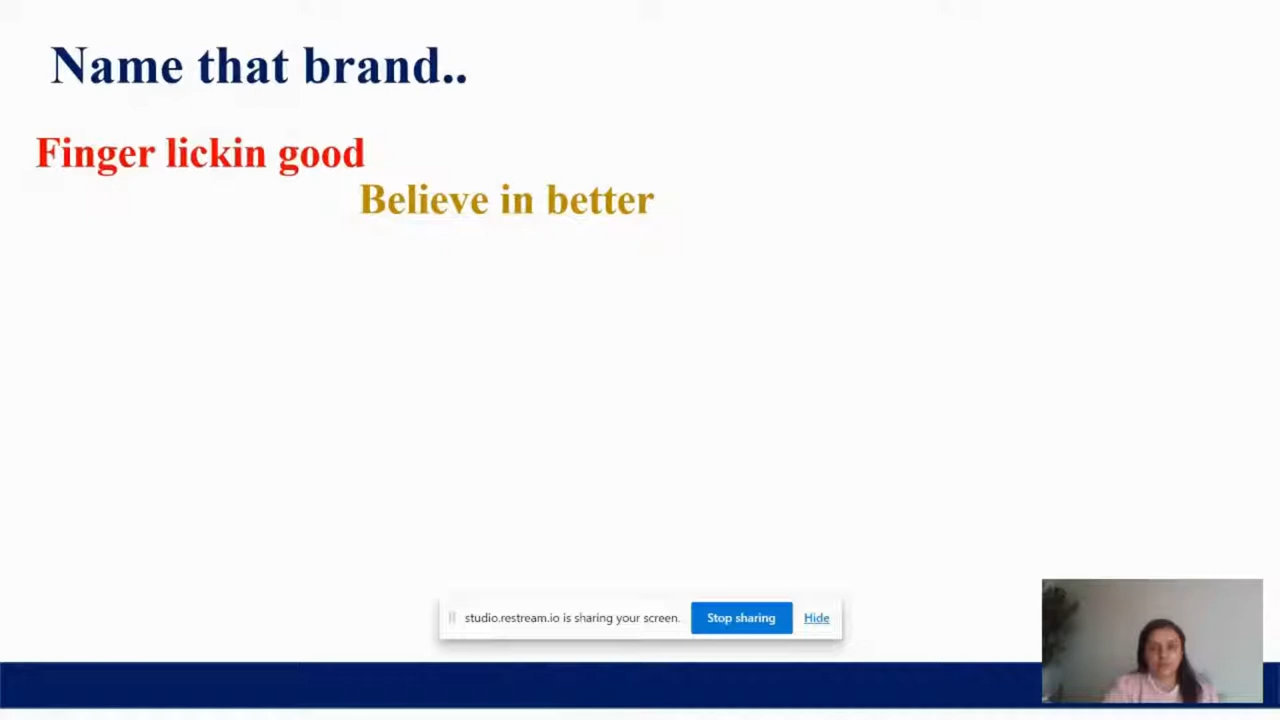 Name that brand..
Finger lickin good
Believe in better
studio.restream.io is sharing your screen.
Stop sharing
Hide